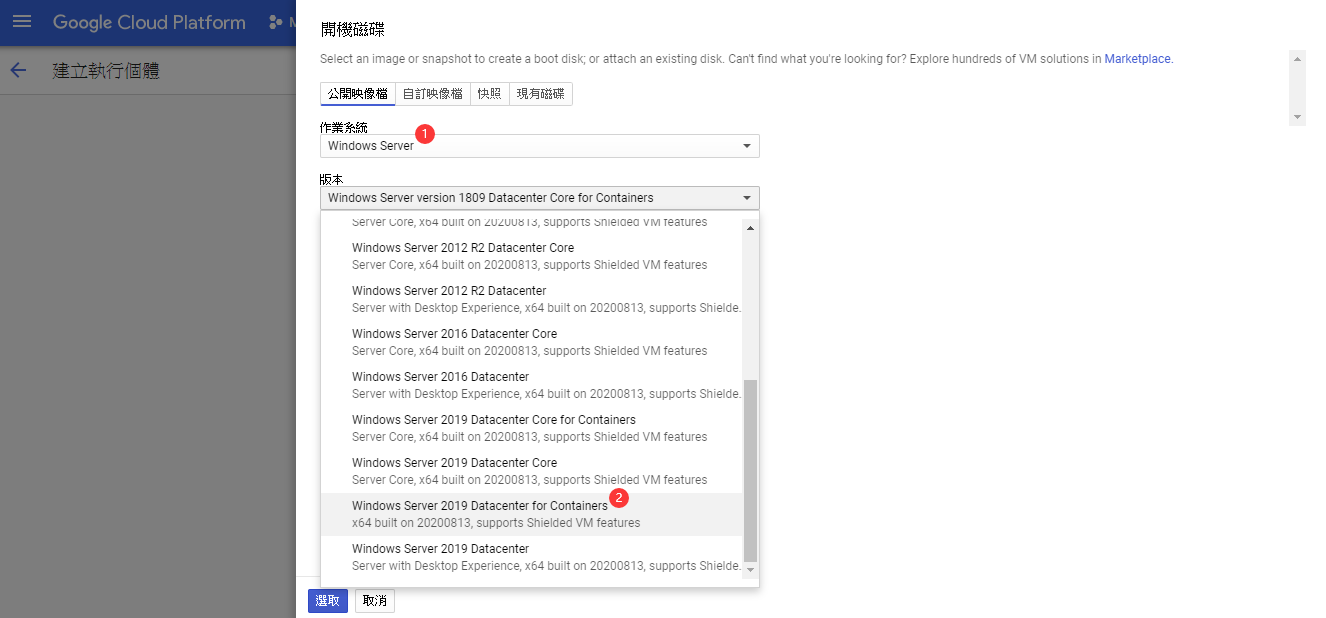 Google Cloud Platform
M
建立執行個體
開機磁碟
Select an image or snapshot to create a boot disk; or attach an existing disk. Can't find what you're looking for? Explore hundreds of VM solutions in Marketplace.
公開映像檔 自訂映像檔 快照 現有磁碟
作業系統
1
Windows Server
版本
Windows Server version 1809 Datacenter Core for Containers
Server Core, x64 built on 20200813, supports Shielded VM features
Windows Server 2012 R2 Datacenter Core
Server Core, x64 built on 20200813, supports Shielded VM features
Windows Server 2012 R2 Datacenter
Server with Desktop Experience, x64 built on 20200813, supports Shielde.
Windows Server 2016 Datacenter Core
Server Core, x64 built on 20200813, supports Shielded VM features
Windows Server 2016 Datacenter
Server with Desktop Experience, x64 built on 20200813, supports Shielde.
Windows Server 2019 Datacenter Core for Containers
Server Core, x64 built on 20200813, supports Shielded VM features
Windows Server 2019 Datacenter Core
Server Core, x64 built on 20200813, supports Shielded VM features
Windows Server 2019 Datacenter for Containers 2
x64 built on 20200813, supports Shielded VM features
Windows Server 2019 Datacenter
Server with Desktop Experience, x64 built on 20200813, supports Shielde.
選取 取消